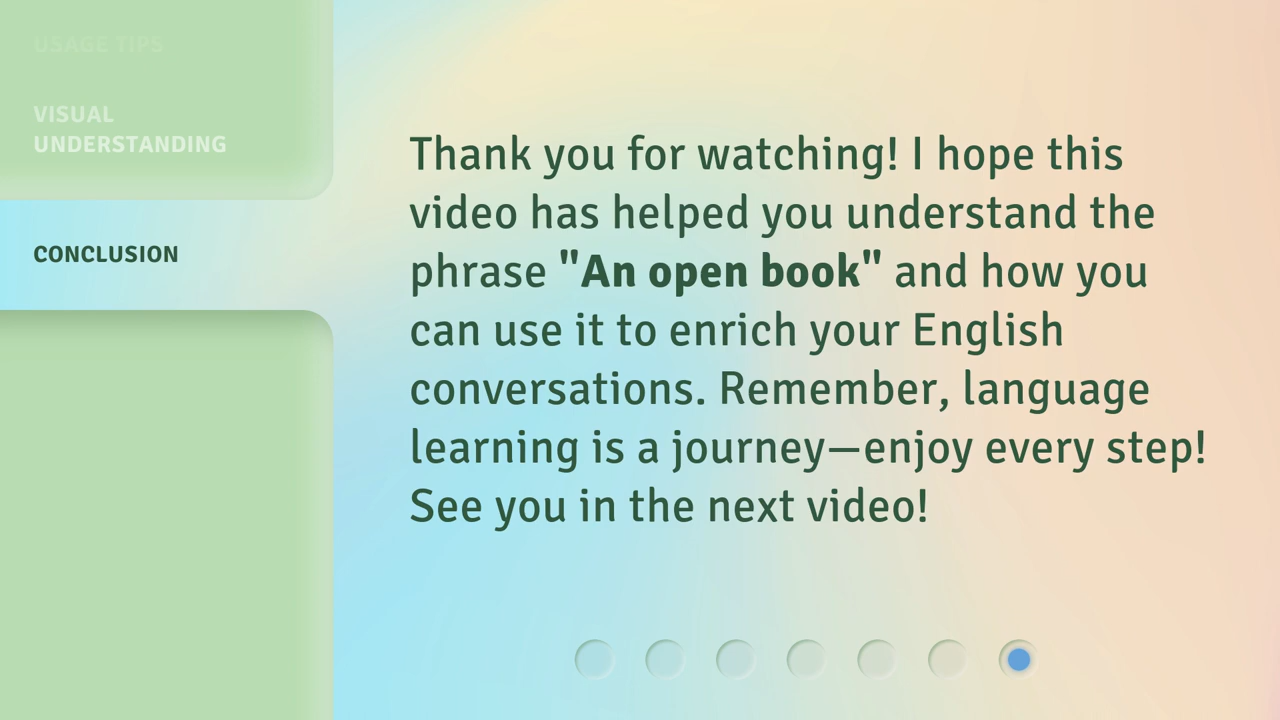 USAGE TIPS
VISUAL
UNDERSTANDING
CONCLUSION
Thank you for watching! I hope this
video has helped you understand the
phrase "An open book" and how you
can use it to enrich your English
conversations. Remember, language
learning is a journey—enjoy every step!
See you in the next video!